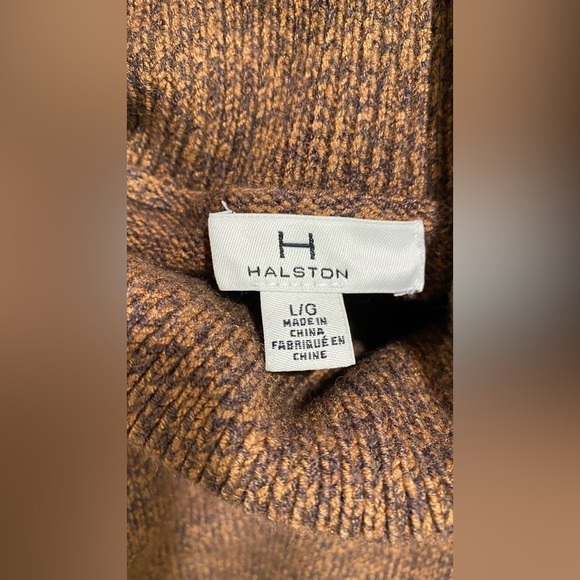 H
HALSTON
L/G
MADE IN
CHINA
FABRIQUÉ EN
CHINE